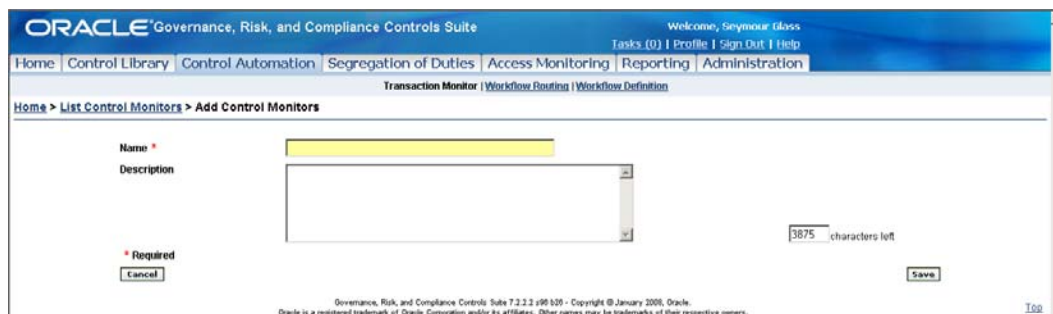 ORACLE Governance, Risk, and Compliance Controls Suite
Welcome, Seymour Glass
Tasks (0) | Profile | Sign Out | Help
Home | Control Library | Control Automation | Segregation of Duties | Access Monitoring | Reporting | Administration
Transaction Monitor | Workflow Routing | Workflow Definition
Home > List Control Monitors > Add Control Monitors
Name *
Description
3875 characters left
* Required
Cancel
Save
Governance, Risk, and Compliance Controls Suite 7.2.2.2 s98 b26 - Copyright © January 2008, Oracle.
Oracle is a registered trademark of Oracle Corporation and/or its affiliates. Other names may be trademarks of their respective owners.
Top